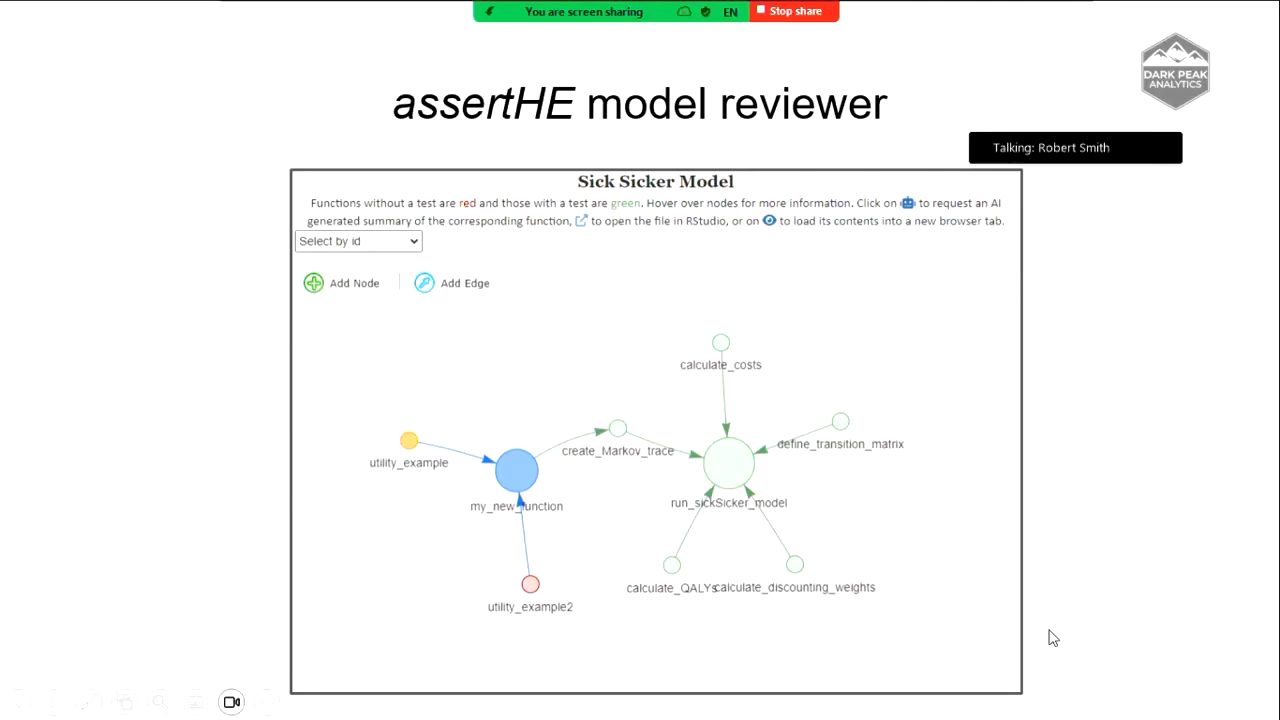 You are screen sharing EN Stop share
DARK PEAK
ANALYTICS
assertHE model reviewer
Talking: Robert Smith
Sick Sicker Model
Functions without a test are red and those with a test are green. Hover over nodes for more information. Click on to request an AI
generated summary of the corresponding function, to open the file in RStudio, or on to load its contents into a new browser tab.
Select by id
Add Node Add Edge
calculate_costs
define_transition_matrix
create_Markov_trace
utility_example
my_new_function
run_sickSicker_model
calculate_QALYs
calculate_discounting_weights
utility_example2